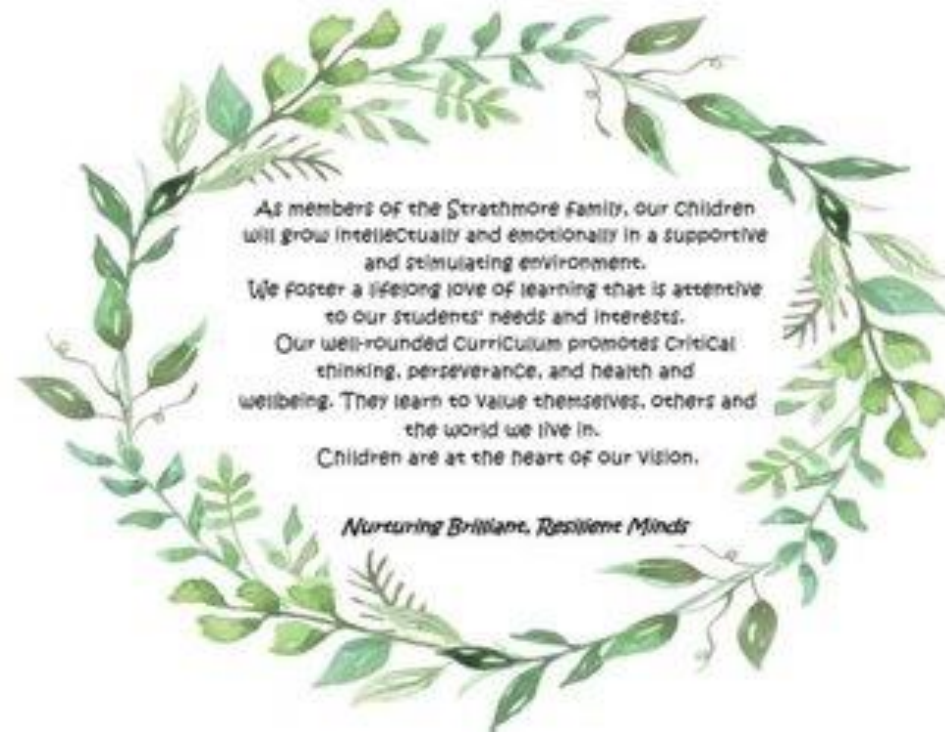 As members of the Strathmore family, our children
will grow intellectually and emotionally in a supportive
and stimulating environment.
We foster a lifelong love of learning that is attentive
to our students' needs and interests.
Our well-rounded curriculum promotes critical
thinking, perseverance, and health and
wellbeing. They learn to value themselves, others and
the world we live in.
Children are at the heart of our vision.
Nurturing Brilliant, Resilient Minds